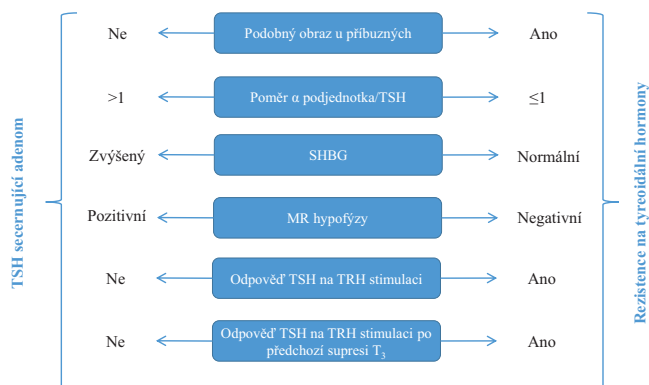 Ne
Podobný obraz u příbuzných
Ano
>1
Poměr α podjednotka/TSH
≤1
Zvýšený
SHBG
Normální
Pozitivní
MR hypofýzy
Negativní
Ne
Odpověď TSH na TRH stimulaci
Ano
Ne
Odpověď TSH na TRH stimulaci po
předchozí supresi T₃
Ano
TSH secernující adenom
Rezistence na tyreoidální hormony